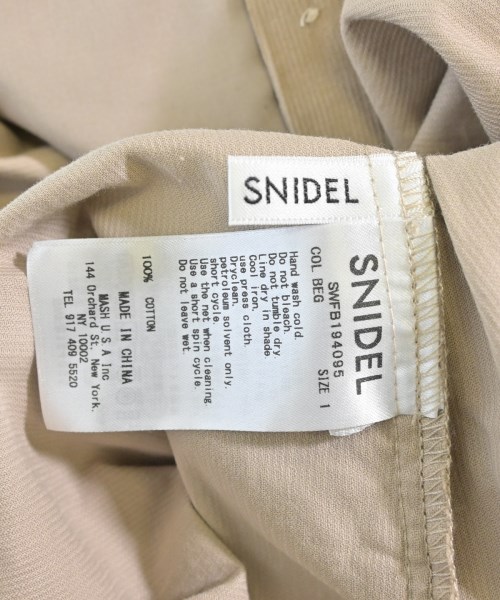 SNIDEL
SNIDEL
SWFB194095
COL BEG SIZE 1
Hand wash cold.
Do not bleach.
Do not tumble dry
Line dry in shade
Cool iron.
use press cloth.
Dryclean,
petroleum solvent only.
short cycle.
Use the net when cleaning.
Use a short spin cycle.
Do not leave wet.
100% COTTON
MADE IN CHINA
MASH U S A Inc
144 Orchard St. New York.
NY 10002
TEL 917 409 5520